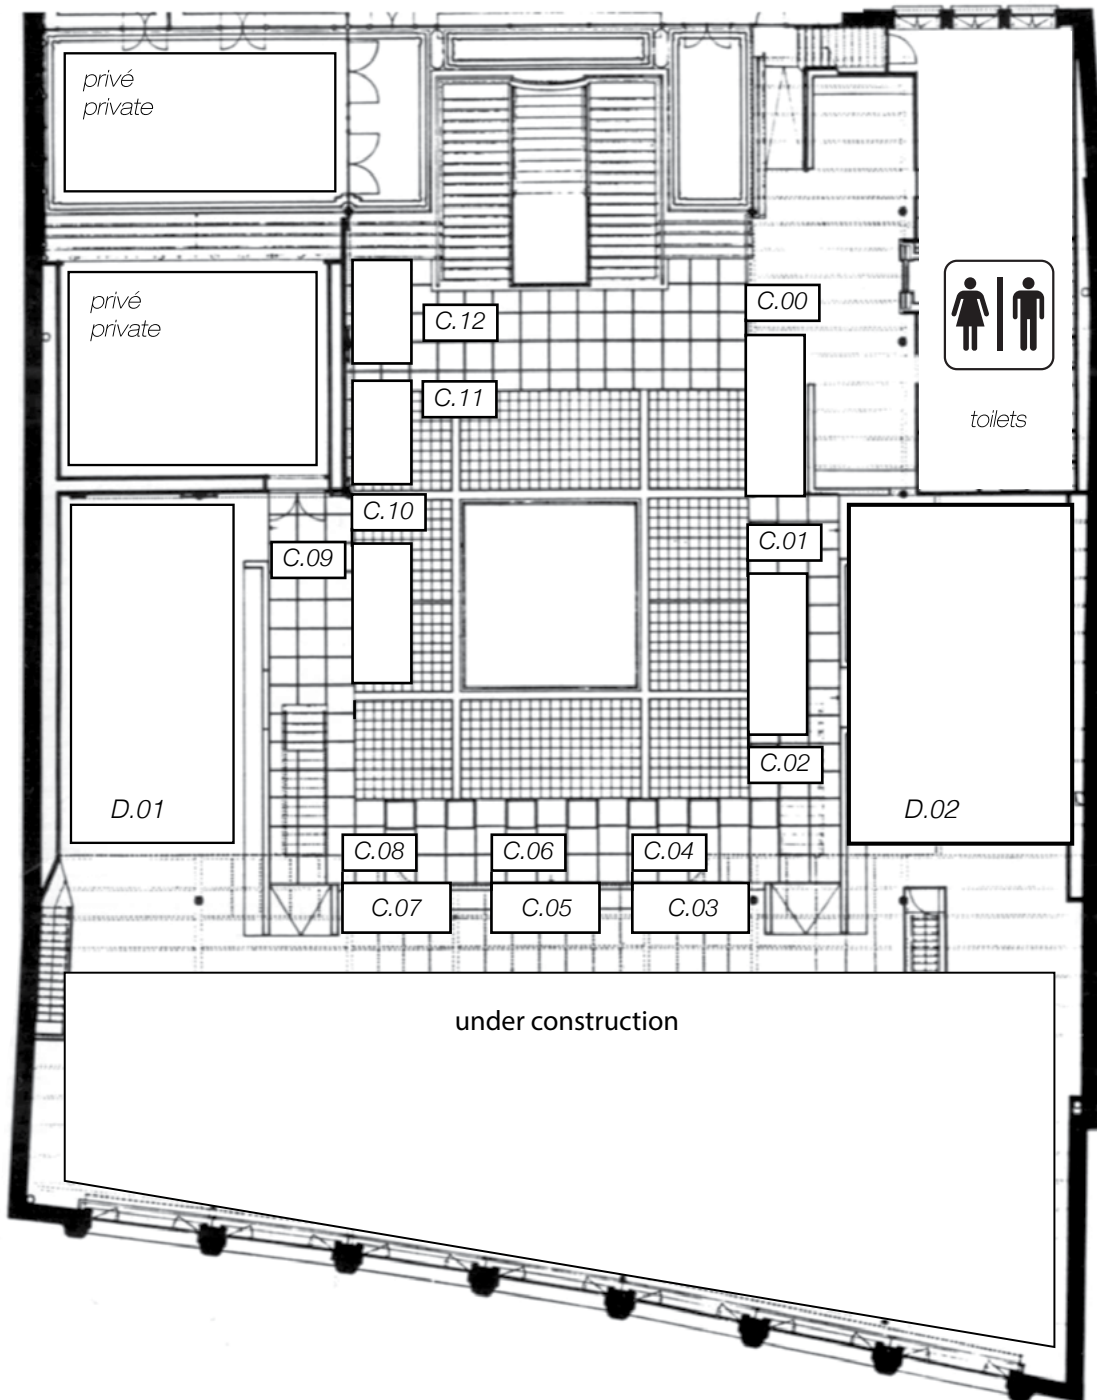 privé
private
privé
private
C.00
C.12
C.11
toilets
C.10
C.01
C.09
C.02
D.01
D.02
C.08
C.06
C.04
C.07
C.05
C.03
under construction